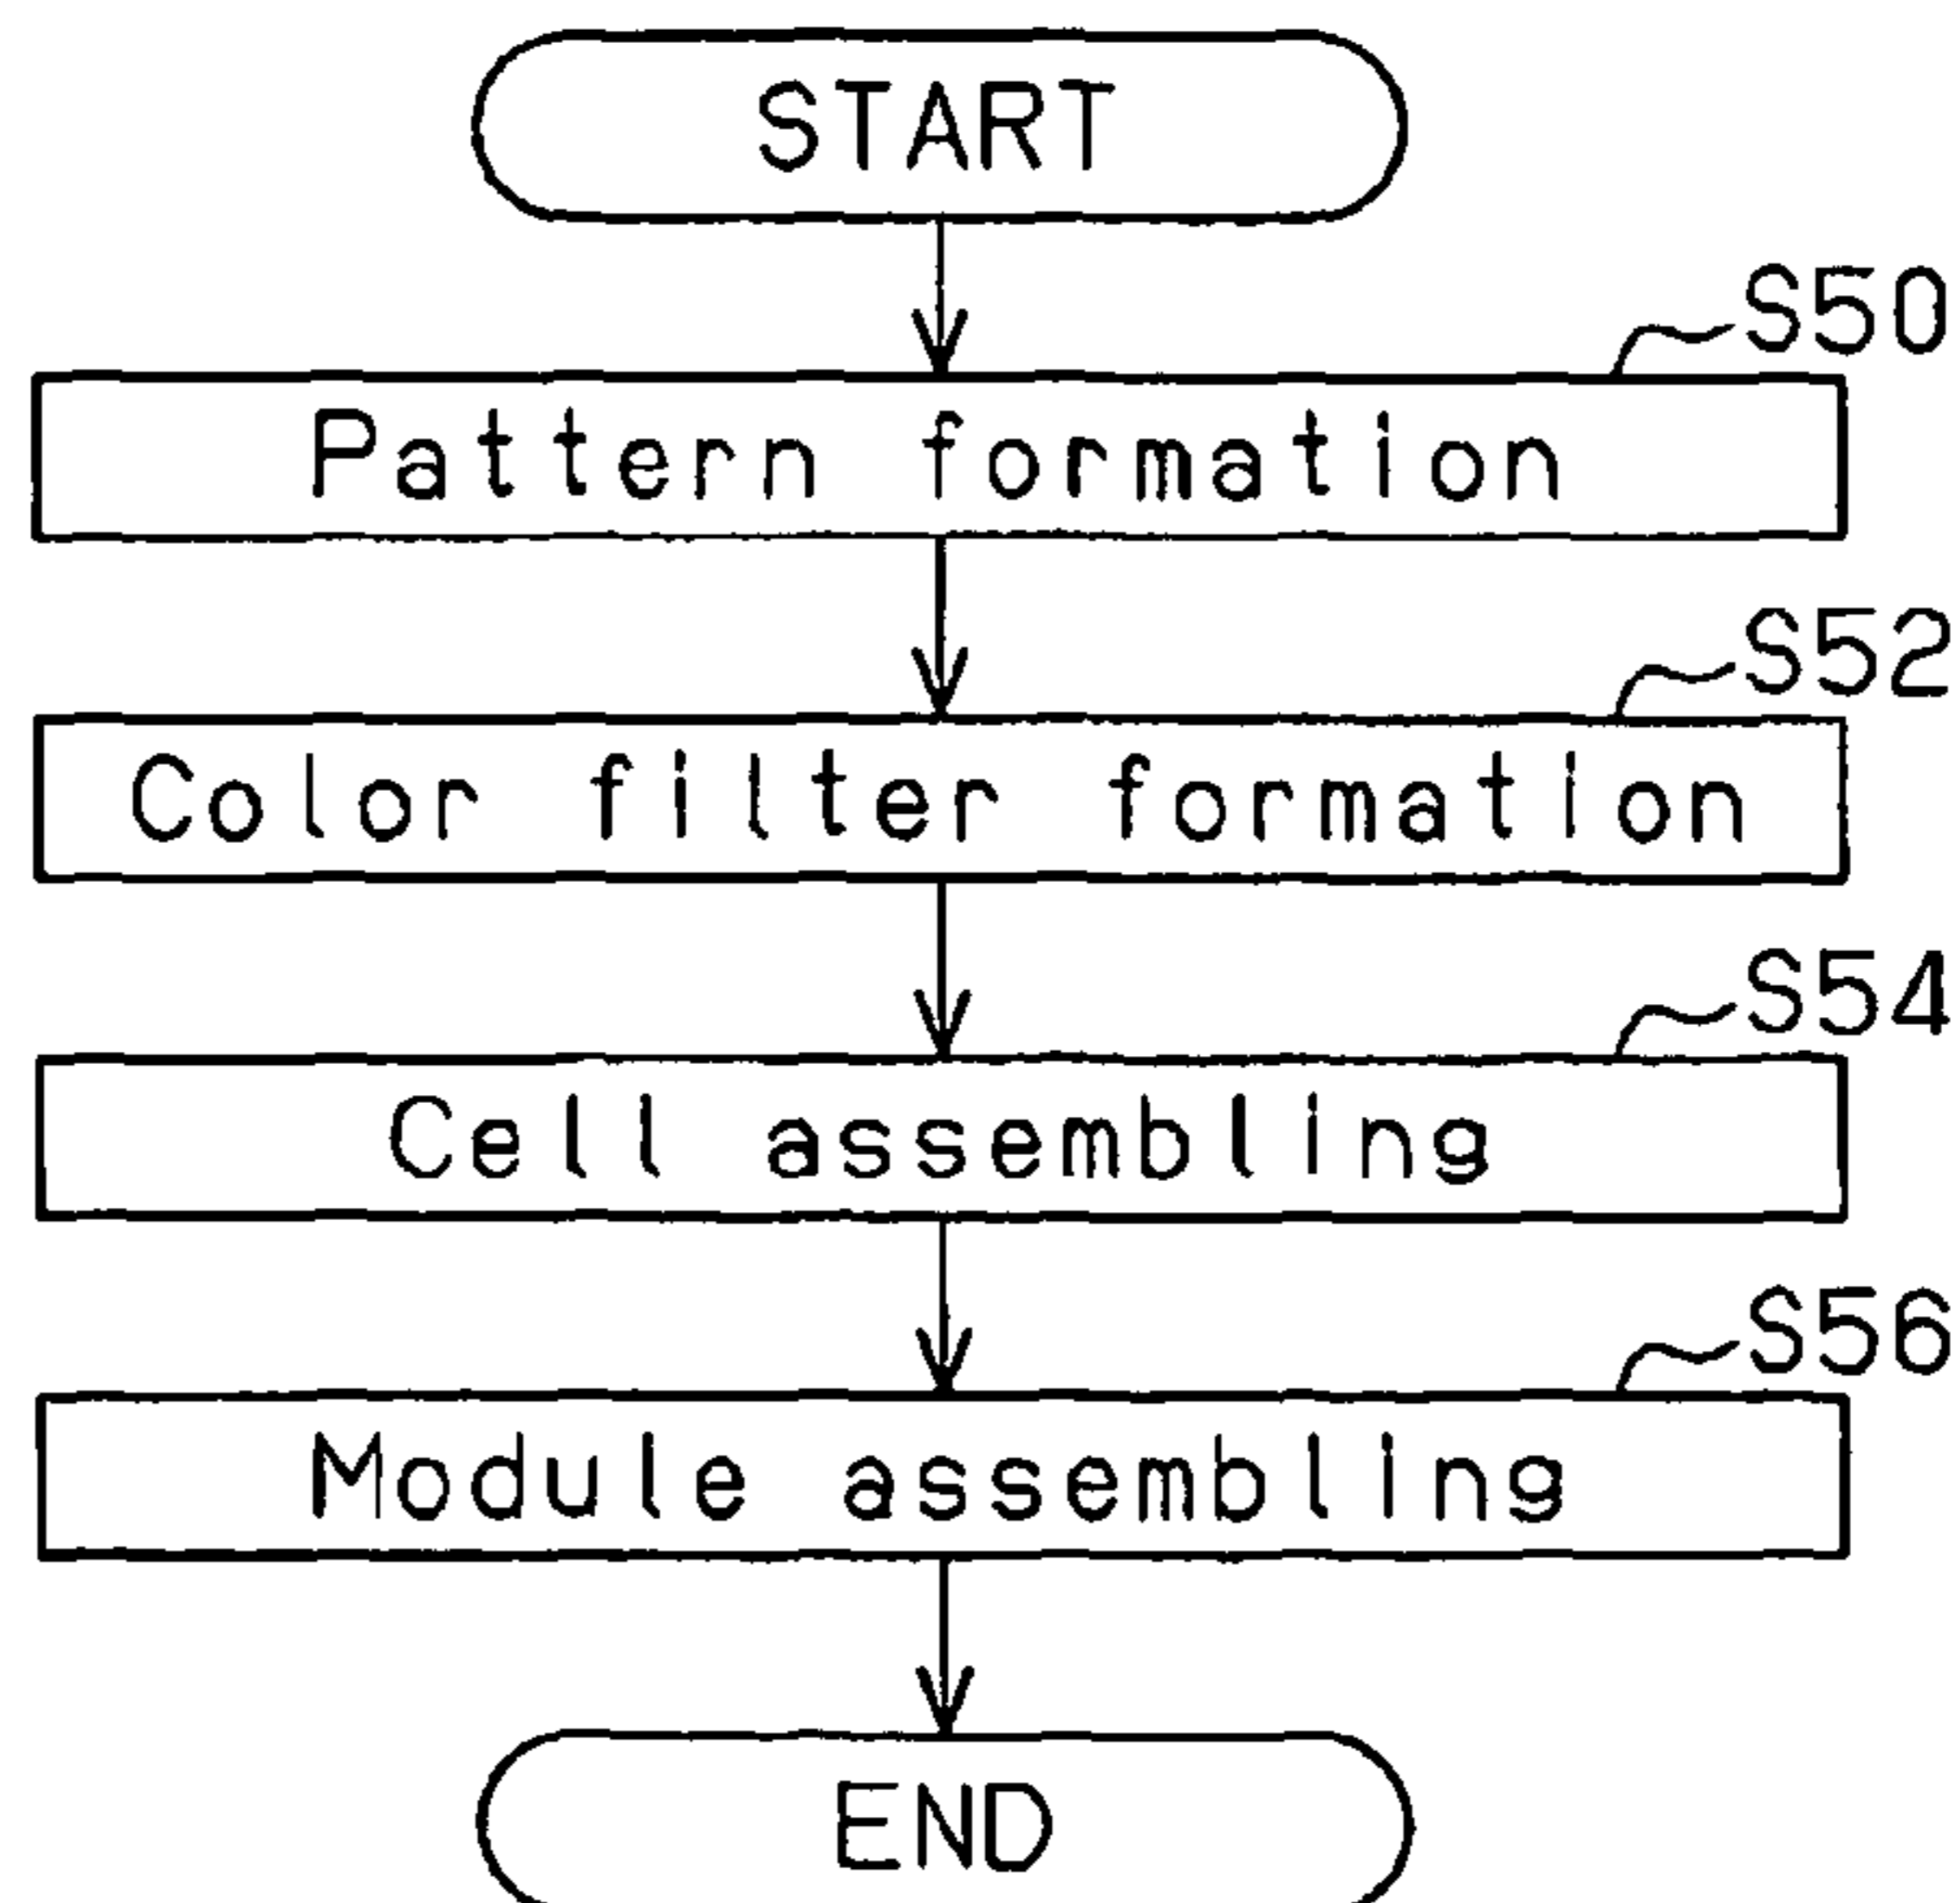 START
S50
Pattern formation
S52
Color filter formation
S54
Cell assembling
S56
Module assembling
END